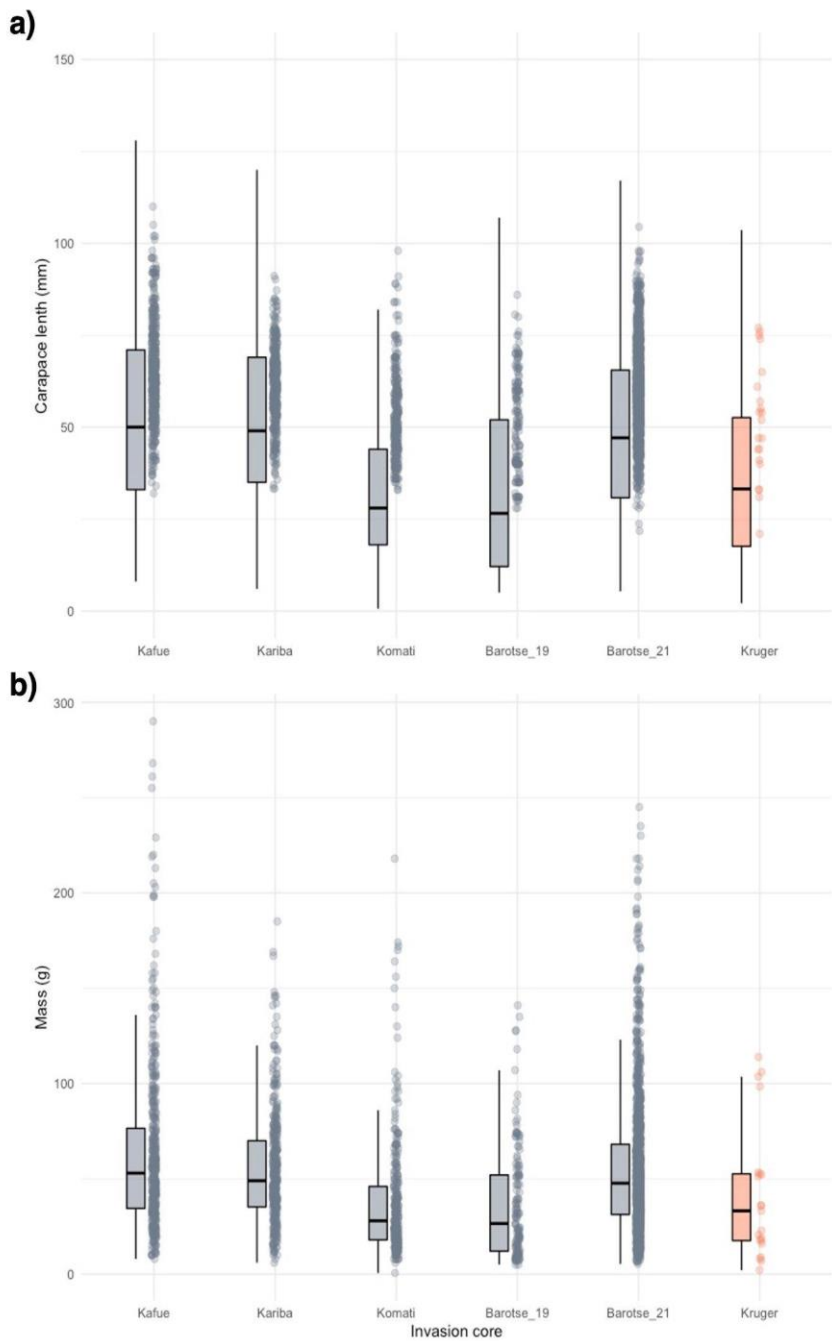 a)
150
100
50
0
Carapace lenth (mm)
Kafue Kariba Komati Barotse_19 Barotse_21 Kruger
b)
300
200
100
0
Mass (g)
Kafue Kariba Komati Barotse_19 Barotse_21 Kruger
Invasion core